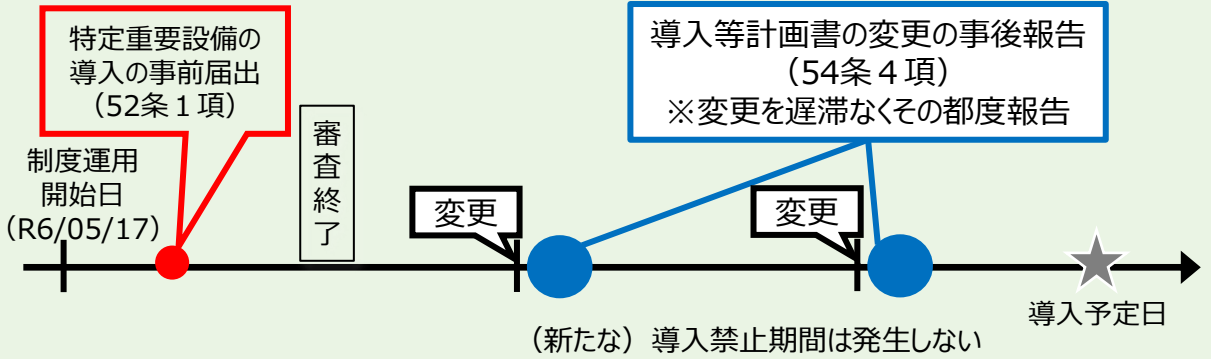 特定重要設備の
導入の事前届出
（52条１項）
導入等計画書の変更の事後報告
（54条４項）
※変更を遅滞なくその都度報告
制度運用
開始日
（R6/05/17）
審査終了
変更
変更
導入予定日
（新たな）導入禁止期間は発生しない